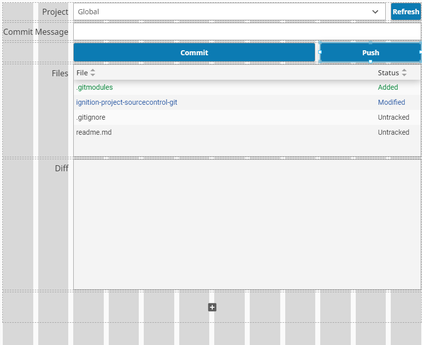 Project Global Refresh
Commit Message
Commit Push
Files File Status
.gitmodules Added
ignition-project-sourcecontrol-git Modified
.gitignore Untracked
readme.md Untracked
Diff